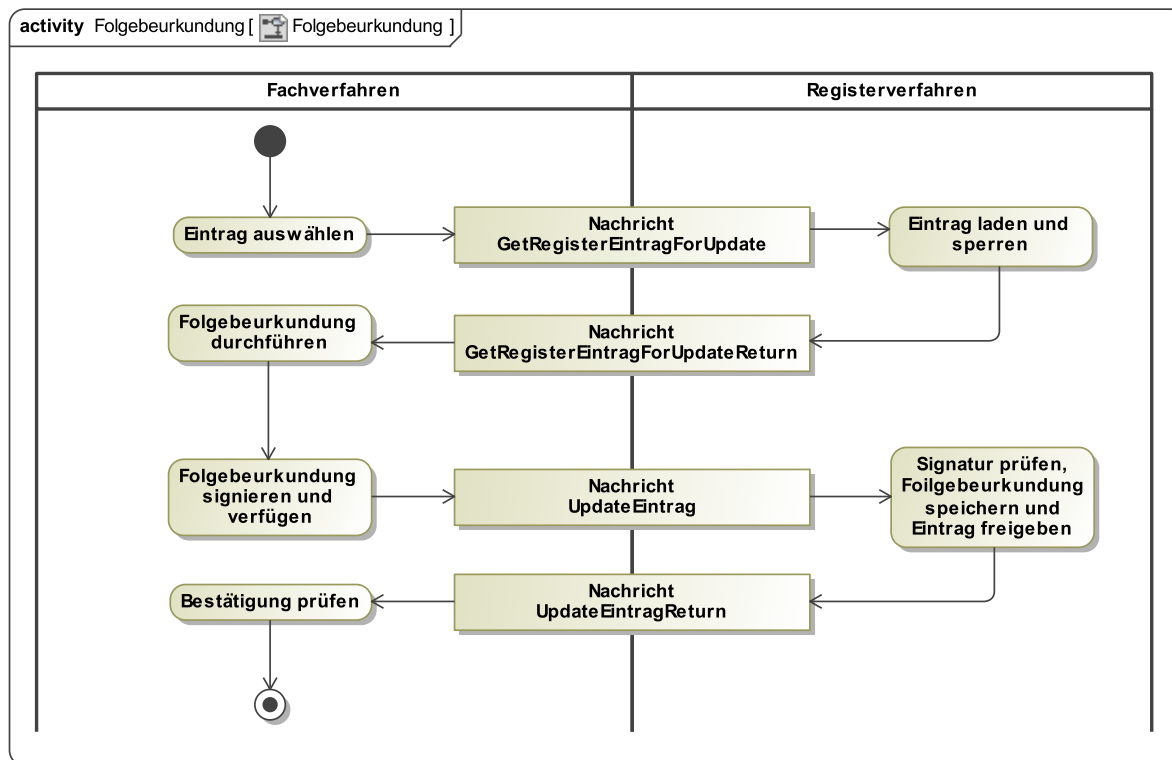 activity Folgebeurkundung [ Folgebeurkundung ]
Fachverfahren
Registerverfahren
Eintrag auswählen
Nachricht
GetRegisterEintragForUpdate
Eintrag laden und
sperren
Nachricht
GetRegisterEintragForUpdateReturn
Folgebeurkundung
durchführen
Folgebeurkundung
signieren und
verfügen
Nachricht
UpdateEintrag
Signatur prüfen,
Foilgebeurkundung
speichern und
Eintrag freigeben
Nachricht
UpdateEintragReturn
Bestätigung prüfen